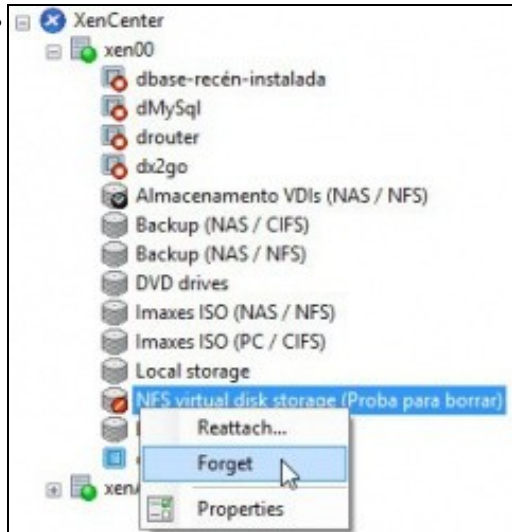 XenCenter
xen00
dbase-recén-instalada
dMySql
drouter
dx2go
Almacenamento VDIs (NAS / NFS)
Backup (NAS / CIFS)
Backup (NAS / NFS)
DVD drives
Imaxes ISO (NAS / NFS)
Imaxes ISO (PC / CIFS)
Local storage
NFS virtual disk storage (Proba para borrar)
Reattach...
Forget
Properties